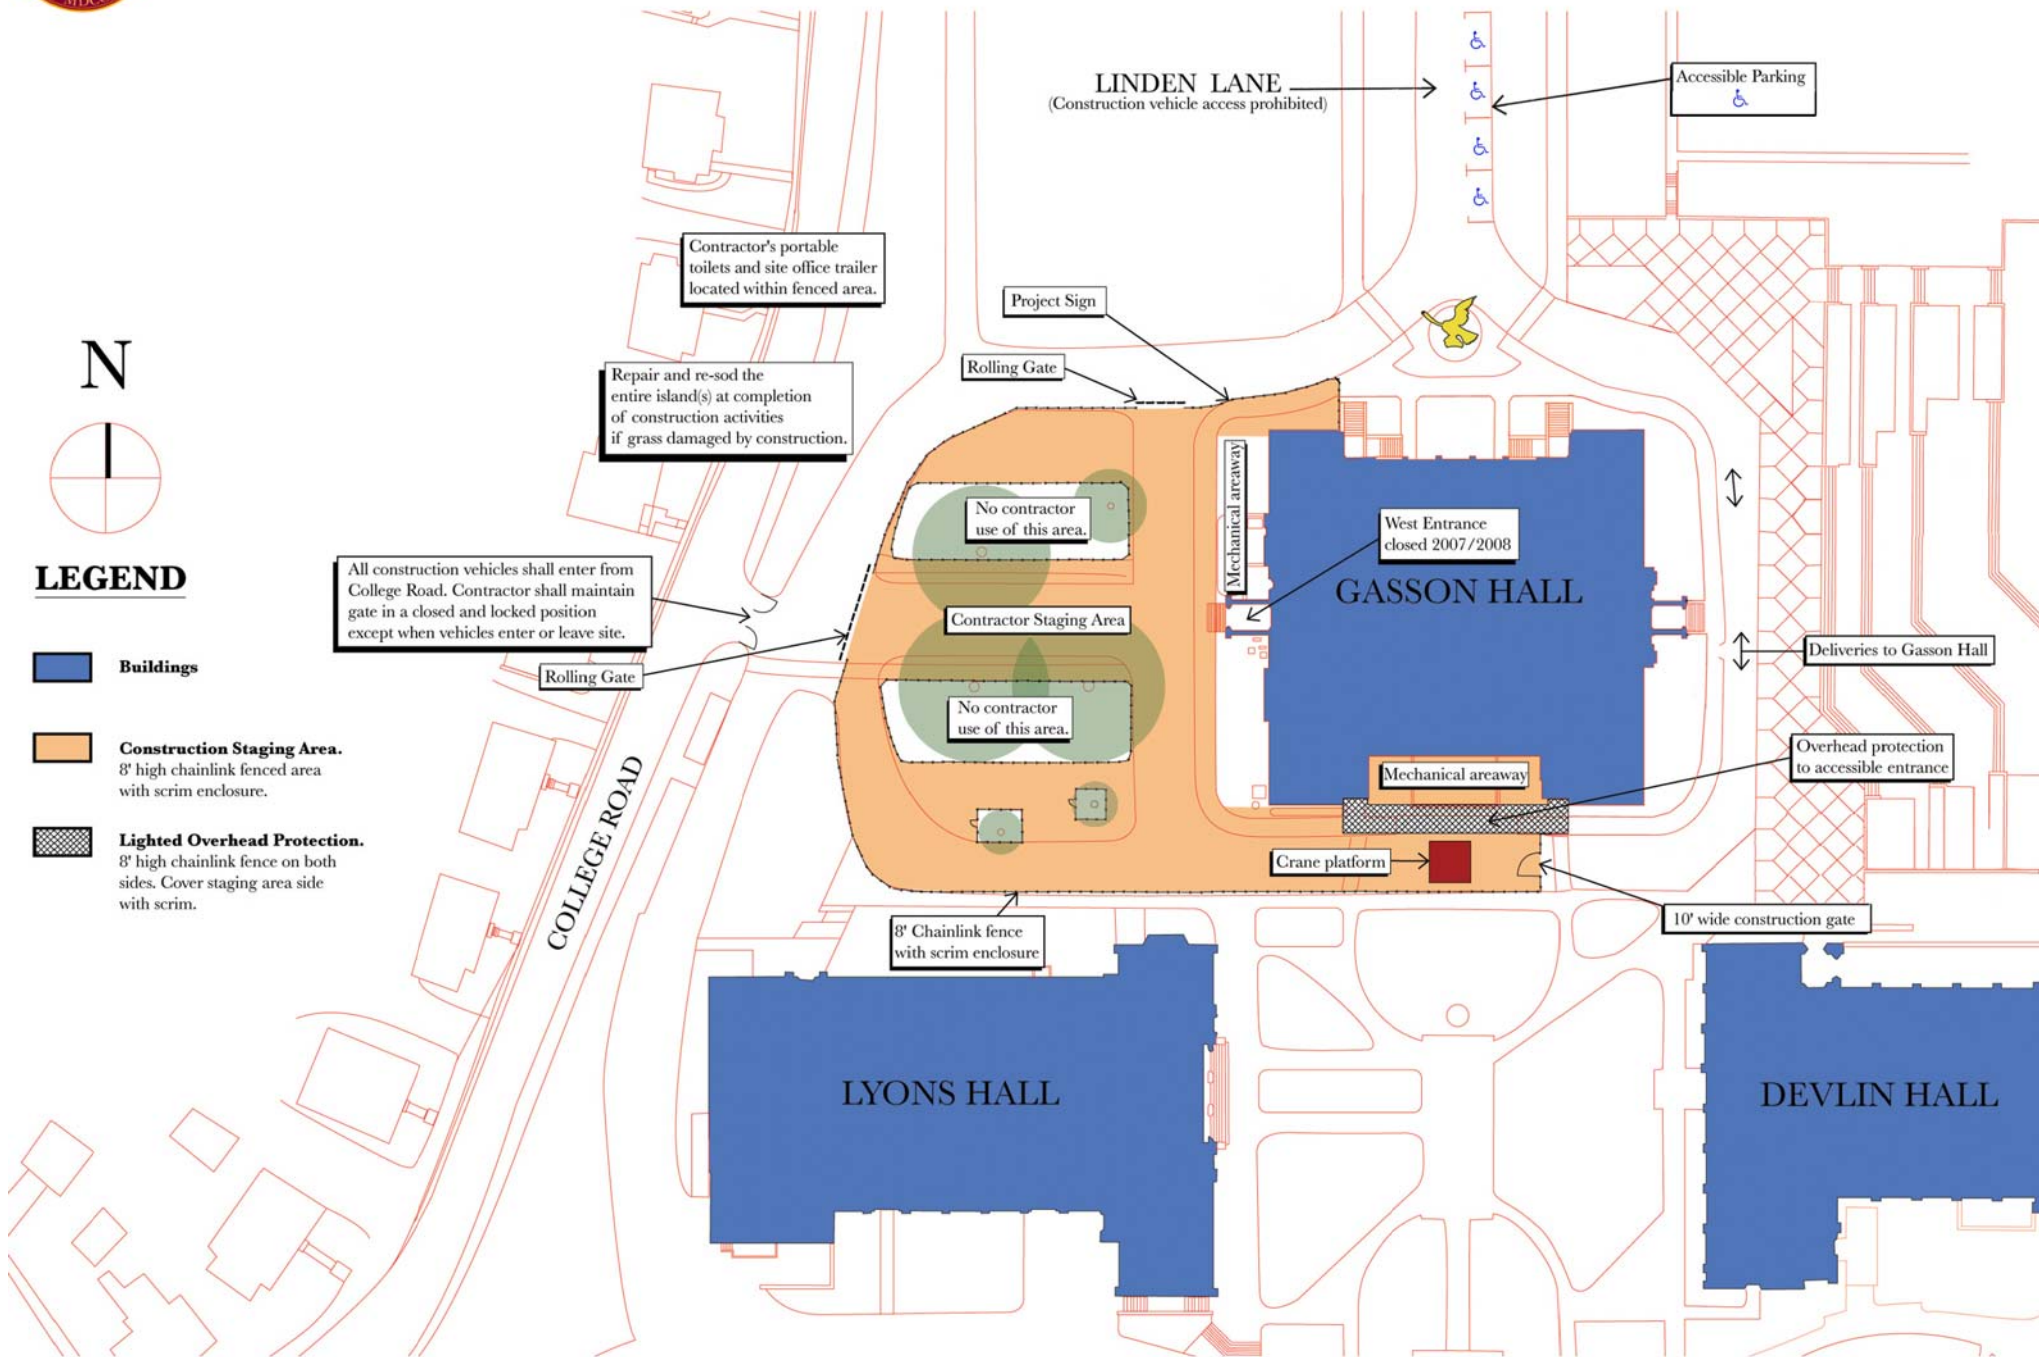 LINDEN LANE
(Construction vehicle access prohibited)
Accessible Parking
Contractor's portable
toilets and site office trailer
located within fenced area.
Project Sign
N
Rolling Gate
Repair and re-sod the
entire island(s) at completion
of construction activities
if grass damaged by construction.
Mechanical areaway
No contractor
use of this area.
West Entrance
closed 2007/2008
GASSON HALL
All construction vehicles shall enter from
College Road. Contractor shall maintain
gate in a closed and locked position
except when vehicles enter or leave site.
Contractor Staging Area
Rolling Gate
Deliveries to Gasson Hall
No contractor
use of this area.
Overhead protection
to accessible entrance
Mechanical areaway
Crane platform
COLLEGE ROAD
8' Chainlink fence
with scrim enclosure
10' wide construction gate
LYONS HALL
DEVLIN HALL
LEGEND
Buildings
Construction Staging Area.
8' high chainlink fenced area
with scrim enclosure.
Lighted Overhead Protection.
8' high chainlink fence on both
sides. Cover staging area side
with scrim.